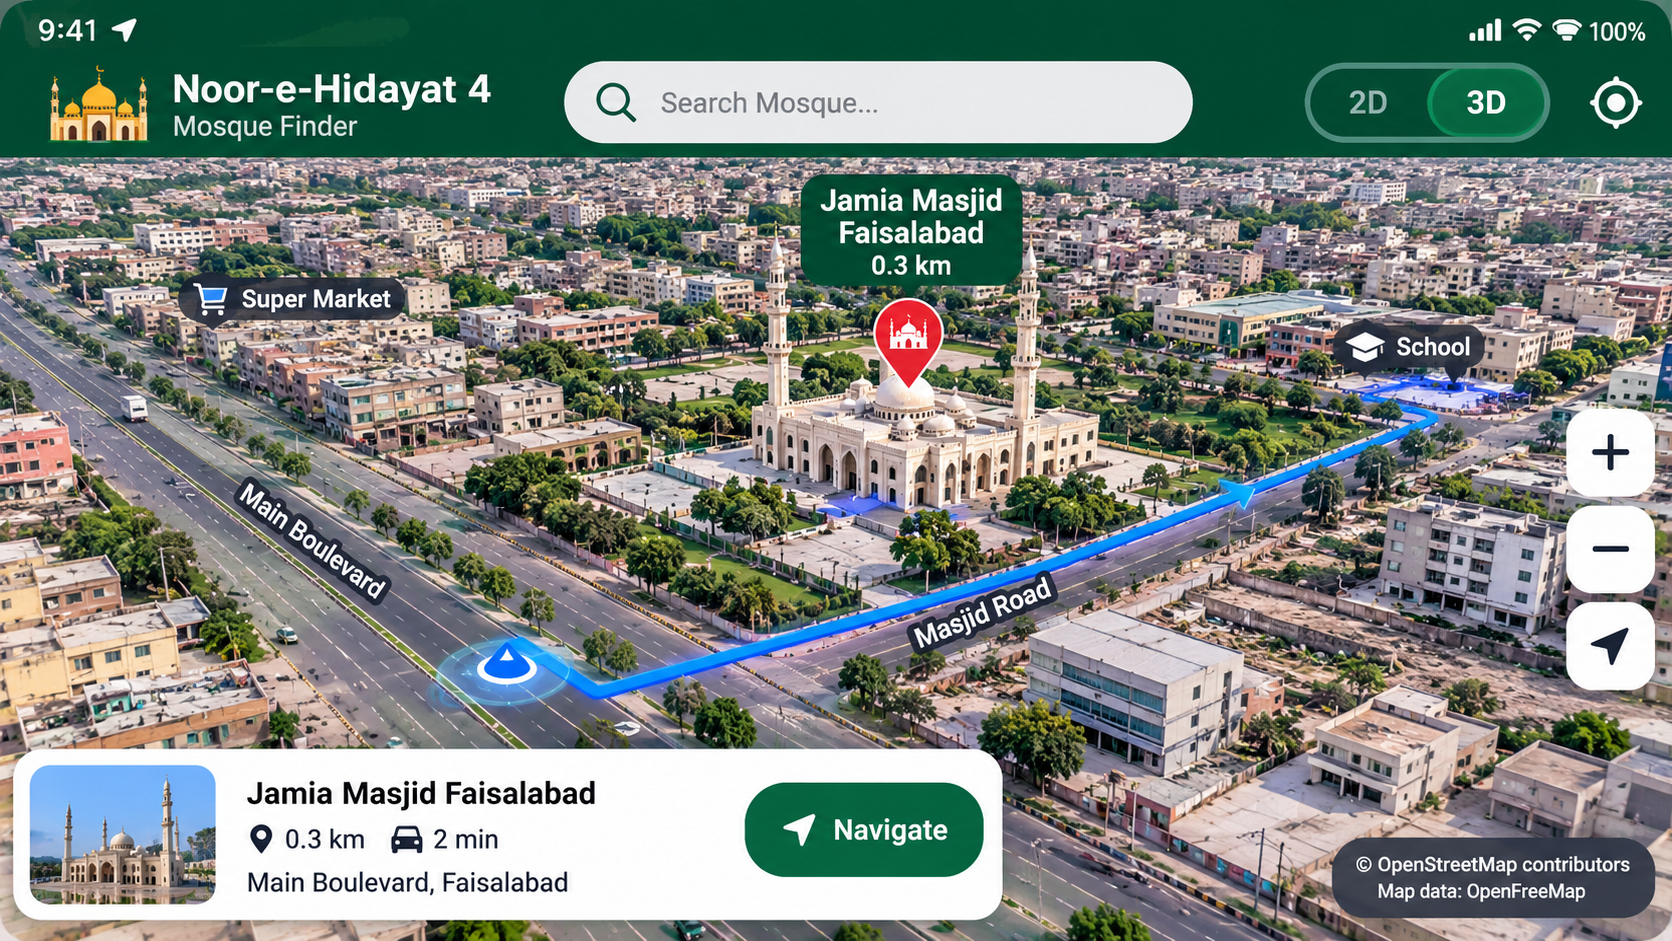 9:41
100%
Noor-e-Hidayat 4
Mosque Finder
Search Mosque...
2D
3D
Jamia Masjid
Faisalabad
0.3 km
Super Market
School
Main Boulevard
Masjid Road
Jamia Masjid Faisalabad
0.3 km
2 min
Main Boulevard, Faisalabad
Navigate
© OpenStreetMap contributors
Map data: OpenFreeMap